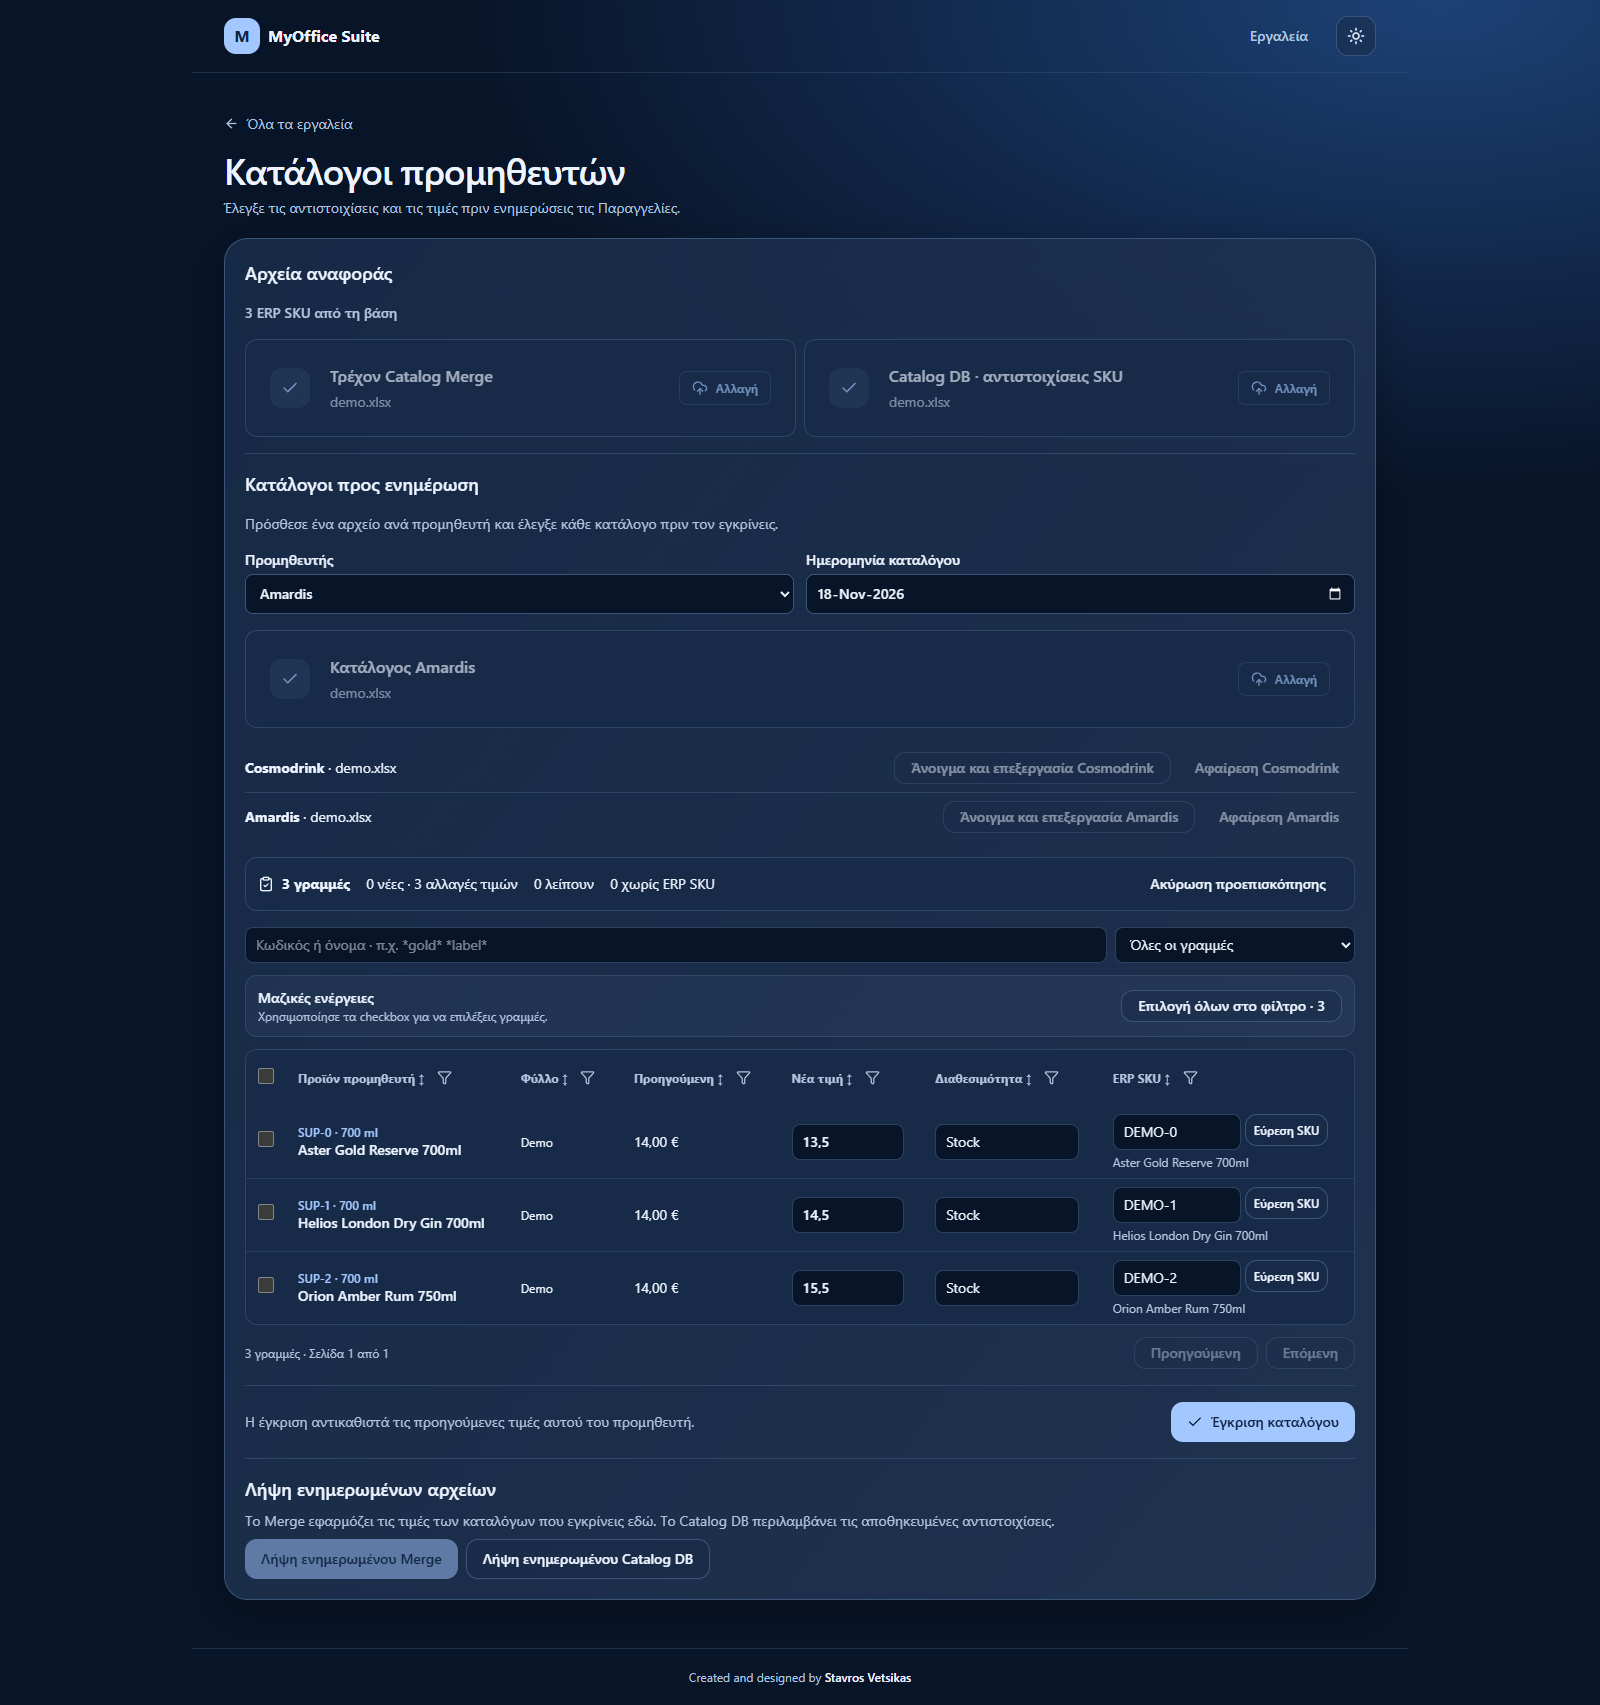 M MyOffice Suite
Εργαλεία
← Όλα τα εργαλεία
Κατάλογοι προμηθευτών
Έλεγξε τις αντιστοιχίσεις και τις τιμές πριν ενημερώσεις τις Παραγγελίες.
Αρχεία αναφοράς
3 ERP SKU από τη βάση
Τρέχον Catalog Merge
demo.xlsx
Αλλαγή
Catalog DB · αντιστοιχίσεις SKU
demo.xlsx
Αλλαγή
Κατάλογοι προς ενημέρωση
Πρόσθεσε ένα αρχείο ανά προμηθευτή και έλεγξε κάθε κατάλογο πριν τον εγκρίνεις.
Προμηθευτής
Amardis
Ημερομηνία καταλόγου
18-Nov-2026
Κατάλογος Amardis
demo.xlsx
Αλλαγή
Cosmodrink · demo.xlsx
Άνοιγμα και επεξεργασία Cosmodrink
Αφαίρεση Cosmodrink
Amardis · demo.xlsx
Άνοιγμα και επεξεργασία Amardis
Αφαίρεση Amardis
3 γραμμές 0 νέες · 3 αλλαγές τιμών 0 λείπουν 0 χωρίς ERP SKU
Ακύρωση προεπισκόπησης
Κωδικός ή όνομα · π.χ. *gold* *label*
Όλες οι γραμμές
Μαζικές ενέργειες
Χρησιμοποίησε τα checkbox για να επιλέξεις γραμμές.
Επιλογή όλων στο φίλτρο · 3
Προϊόν προμηθευτή ↕ Φύλλο ↕ Προηγούμενη ↕ Νέα τιμή ↕ Διαθεσιμότητα ↕ ERP SKU ↕
SUP-0 · 700 ml
Aster Gold Reserve 700ml
Demo
14,00 €
13,5
Stock
DEMO-0
Εύρεση SKU
Aster Gold Reserve 700ml
SUP-1 · 700 ml
Helios London Dry Gin 700ml
Demo
14,00 €
14,5
Stock
DEMO-1
Εύρεση SKU
Helios London Dry Gin 700ml
SUP-2 · 700 ml
Orion Amber Rum 750ml
Demo
14,00 €
15,5
Stock
DEMO-2
Εύρεση SKU
Orion Amber Rum 750ml
3 γραμμές · Σελίδα 1 από 1
Προηγούμενη
Επόμενη
Η έγκριση αντικαθιστά τις προηγούμενες τιμές αυτού του προμηθευτή.
Έγκριση καταλόγου
Λήψη ενημερωμένων αρχείων
Το Merge εφαρμόζει τις τιμές των καταλόγων που εγκρίνεις εδώ. Το Catalog DB περιλαμβάνει τις αποθηκευμένες αντιστοιχίσεις.
Λήψη ενημερωμένου Merge
Λήψη ενημερωμένου Catalog DB
Created and designed by Stavros Vetsikas